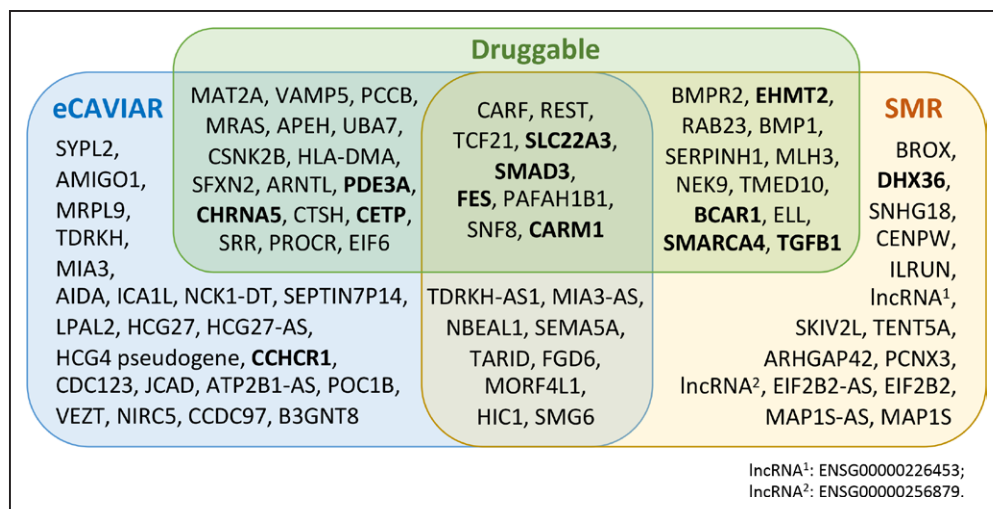 Druggable
eCAVIAR
SYPL2,
AMIGO1,
MRPL9,
TDRKH,
MIA3,
AIDA, ICA1L, NCK1-DT, SEPTIN7P14,
LPAL2, HCG27, HCG27-AS,
HCG4 pseudogene, CCHCR1,
CDC123, JCAD, ATP2B1-AS, POC1B,
VEZT, NIRC5, CCDC97, B3GNT8
MAT2A, VAMP5, PCCB,
MRAS, APEH, UBA7,
CSNK2B, HLA-DMA,
SFXN2, ARNTL, PDE3A,
CHRNA5, CTSH, CETP,
SRR, PROCR, EIF6
CARF, REST,
TCF21, SLC22A3,
SMAD3,
FES, PAFAH1B1,
SNF8, CARM1
TDRKH-AS1, MIA3-AS,
NBEAL1, SEMA5A,
TARID, FGD6,
MORF4L1,
HIC1, SMG6
BMPR2, EHMT2,
RAB23, BMP1,
SERPINH1, MLH3,
NEK9, TMED10,
BCAR1, ELL,
SMARCA4, TGFB1
SMR
BROX,
DHX36,
SNHG18,
CENPW,
ILRUN,
lncRNA¹,
SKIV2L, TENT5A,
ARHGAP42, PCNX3,
lncRNA², EIF2B2-AS, EIF2B2,
MAP1S-AS, MAP1S
lncRNA¹: ENSG00000226453;
lncRNA²: ENSG00000256879.